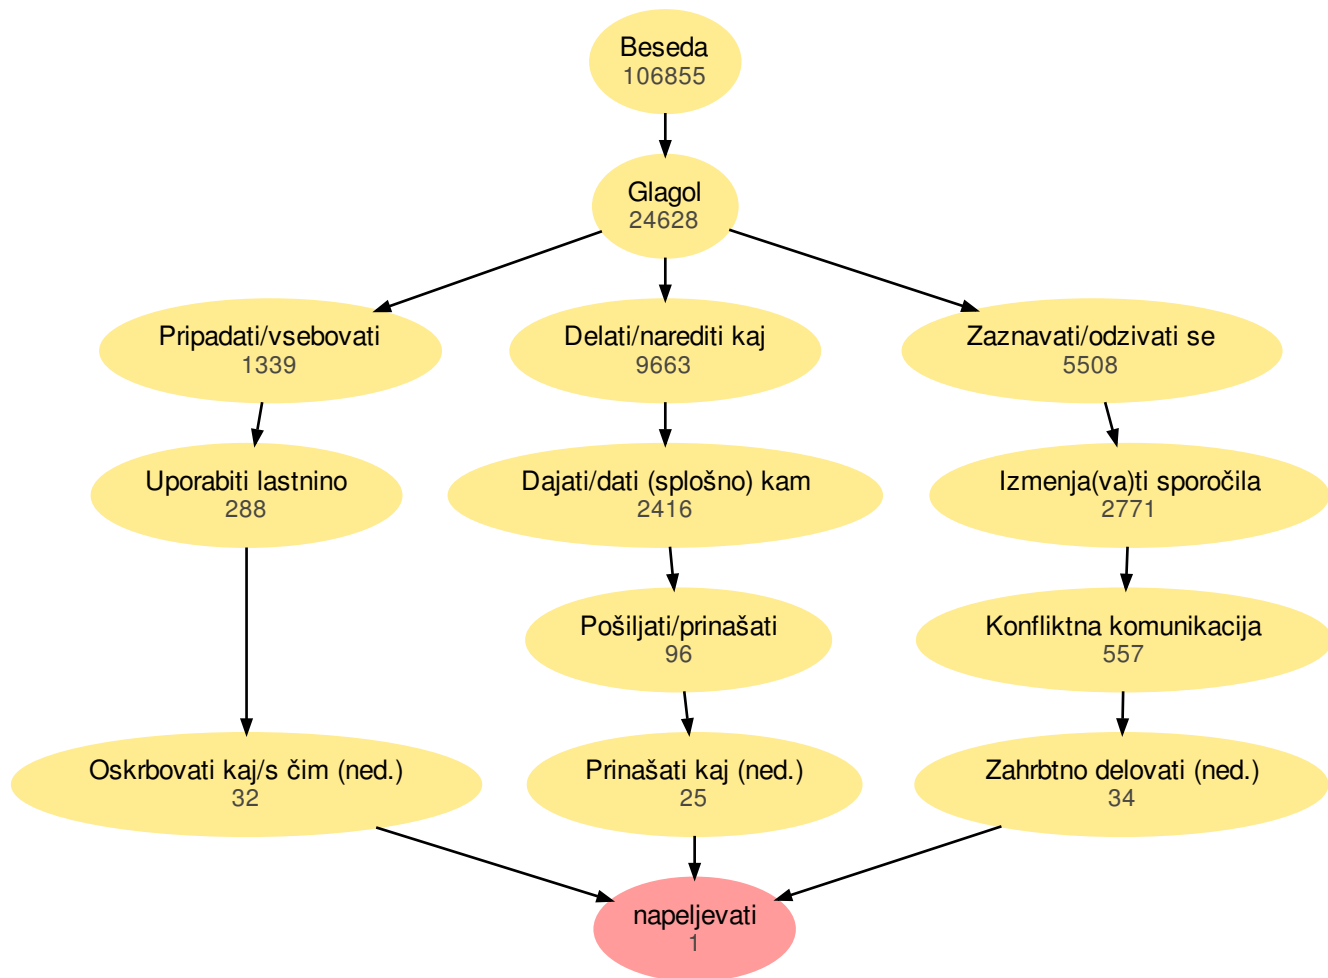 Beseda
106855
Glagol
24628
Pripadati/vsebovati
1339
Delati/narediti kaj
9663
Zaznavati/odzivati se
5508
Uporabiti lastnino
288
Dajati/dati (splošno) kam
2416
Izmenja(va)ti sporočila
2771
Pošiljati/prinašati
96
Konfliktna komunikacija
557
Oskrbovati kaj/s čim (ned.)
32
Prinašati kaj (ned.)
25
Zahrbtno delovati (ned.)
34
napeljevati
1